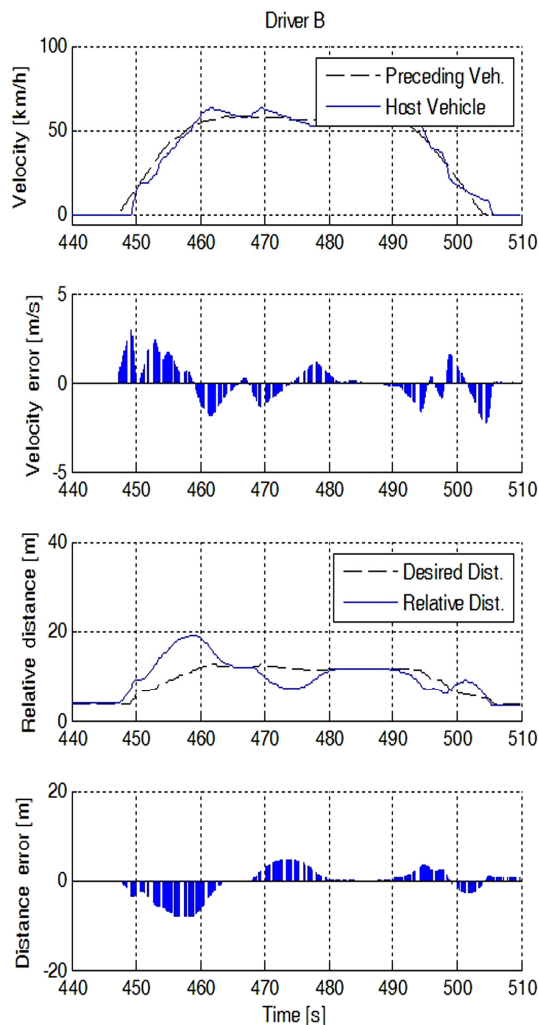 Driver B
Velocity [km/h]
100
50
0
Preceding Veh.
Host Vehicle
440 450 460 470 480 490 500 510
Velocity error [m/s]
5
0
-5
440 450 460 470 480 490 500 510
Relative distance [m]
40
20
0
Desired Dist.
Relative Dist.
440 450 460 470 480 490 500 510
Distance error [m]
20
0
-20
440 450 460 470 480 490 500 510
Time [s]